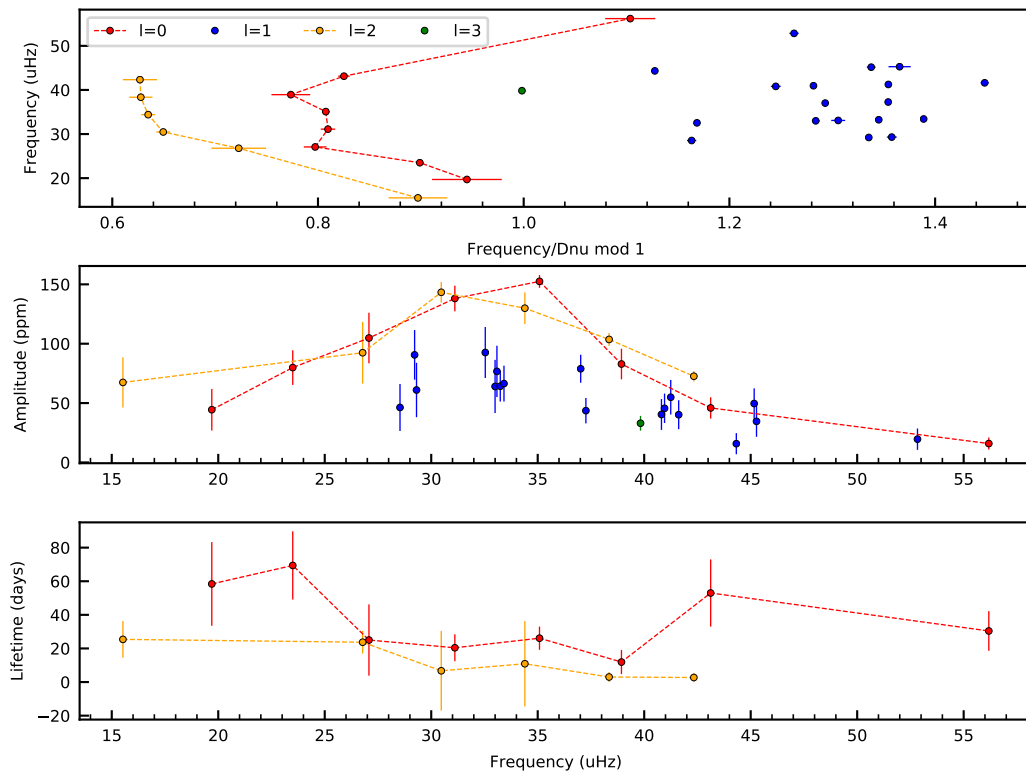 l=0 l=1 l=2 l=3
Frequency (uHz)
50
40
30
20
0.6 0.8 1.0 1.2 1.4
Frequency/Dnu mod 1
Amplitude (ppm)
150
100
50
0
15 20 25 30 35 40 45 50 55
Lifetime (days)
80
60
40
20
0
−20
15 20 25 30 35 40 45 50 55
Frequency (uHz)